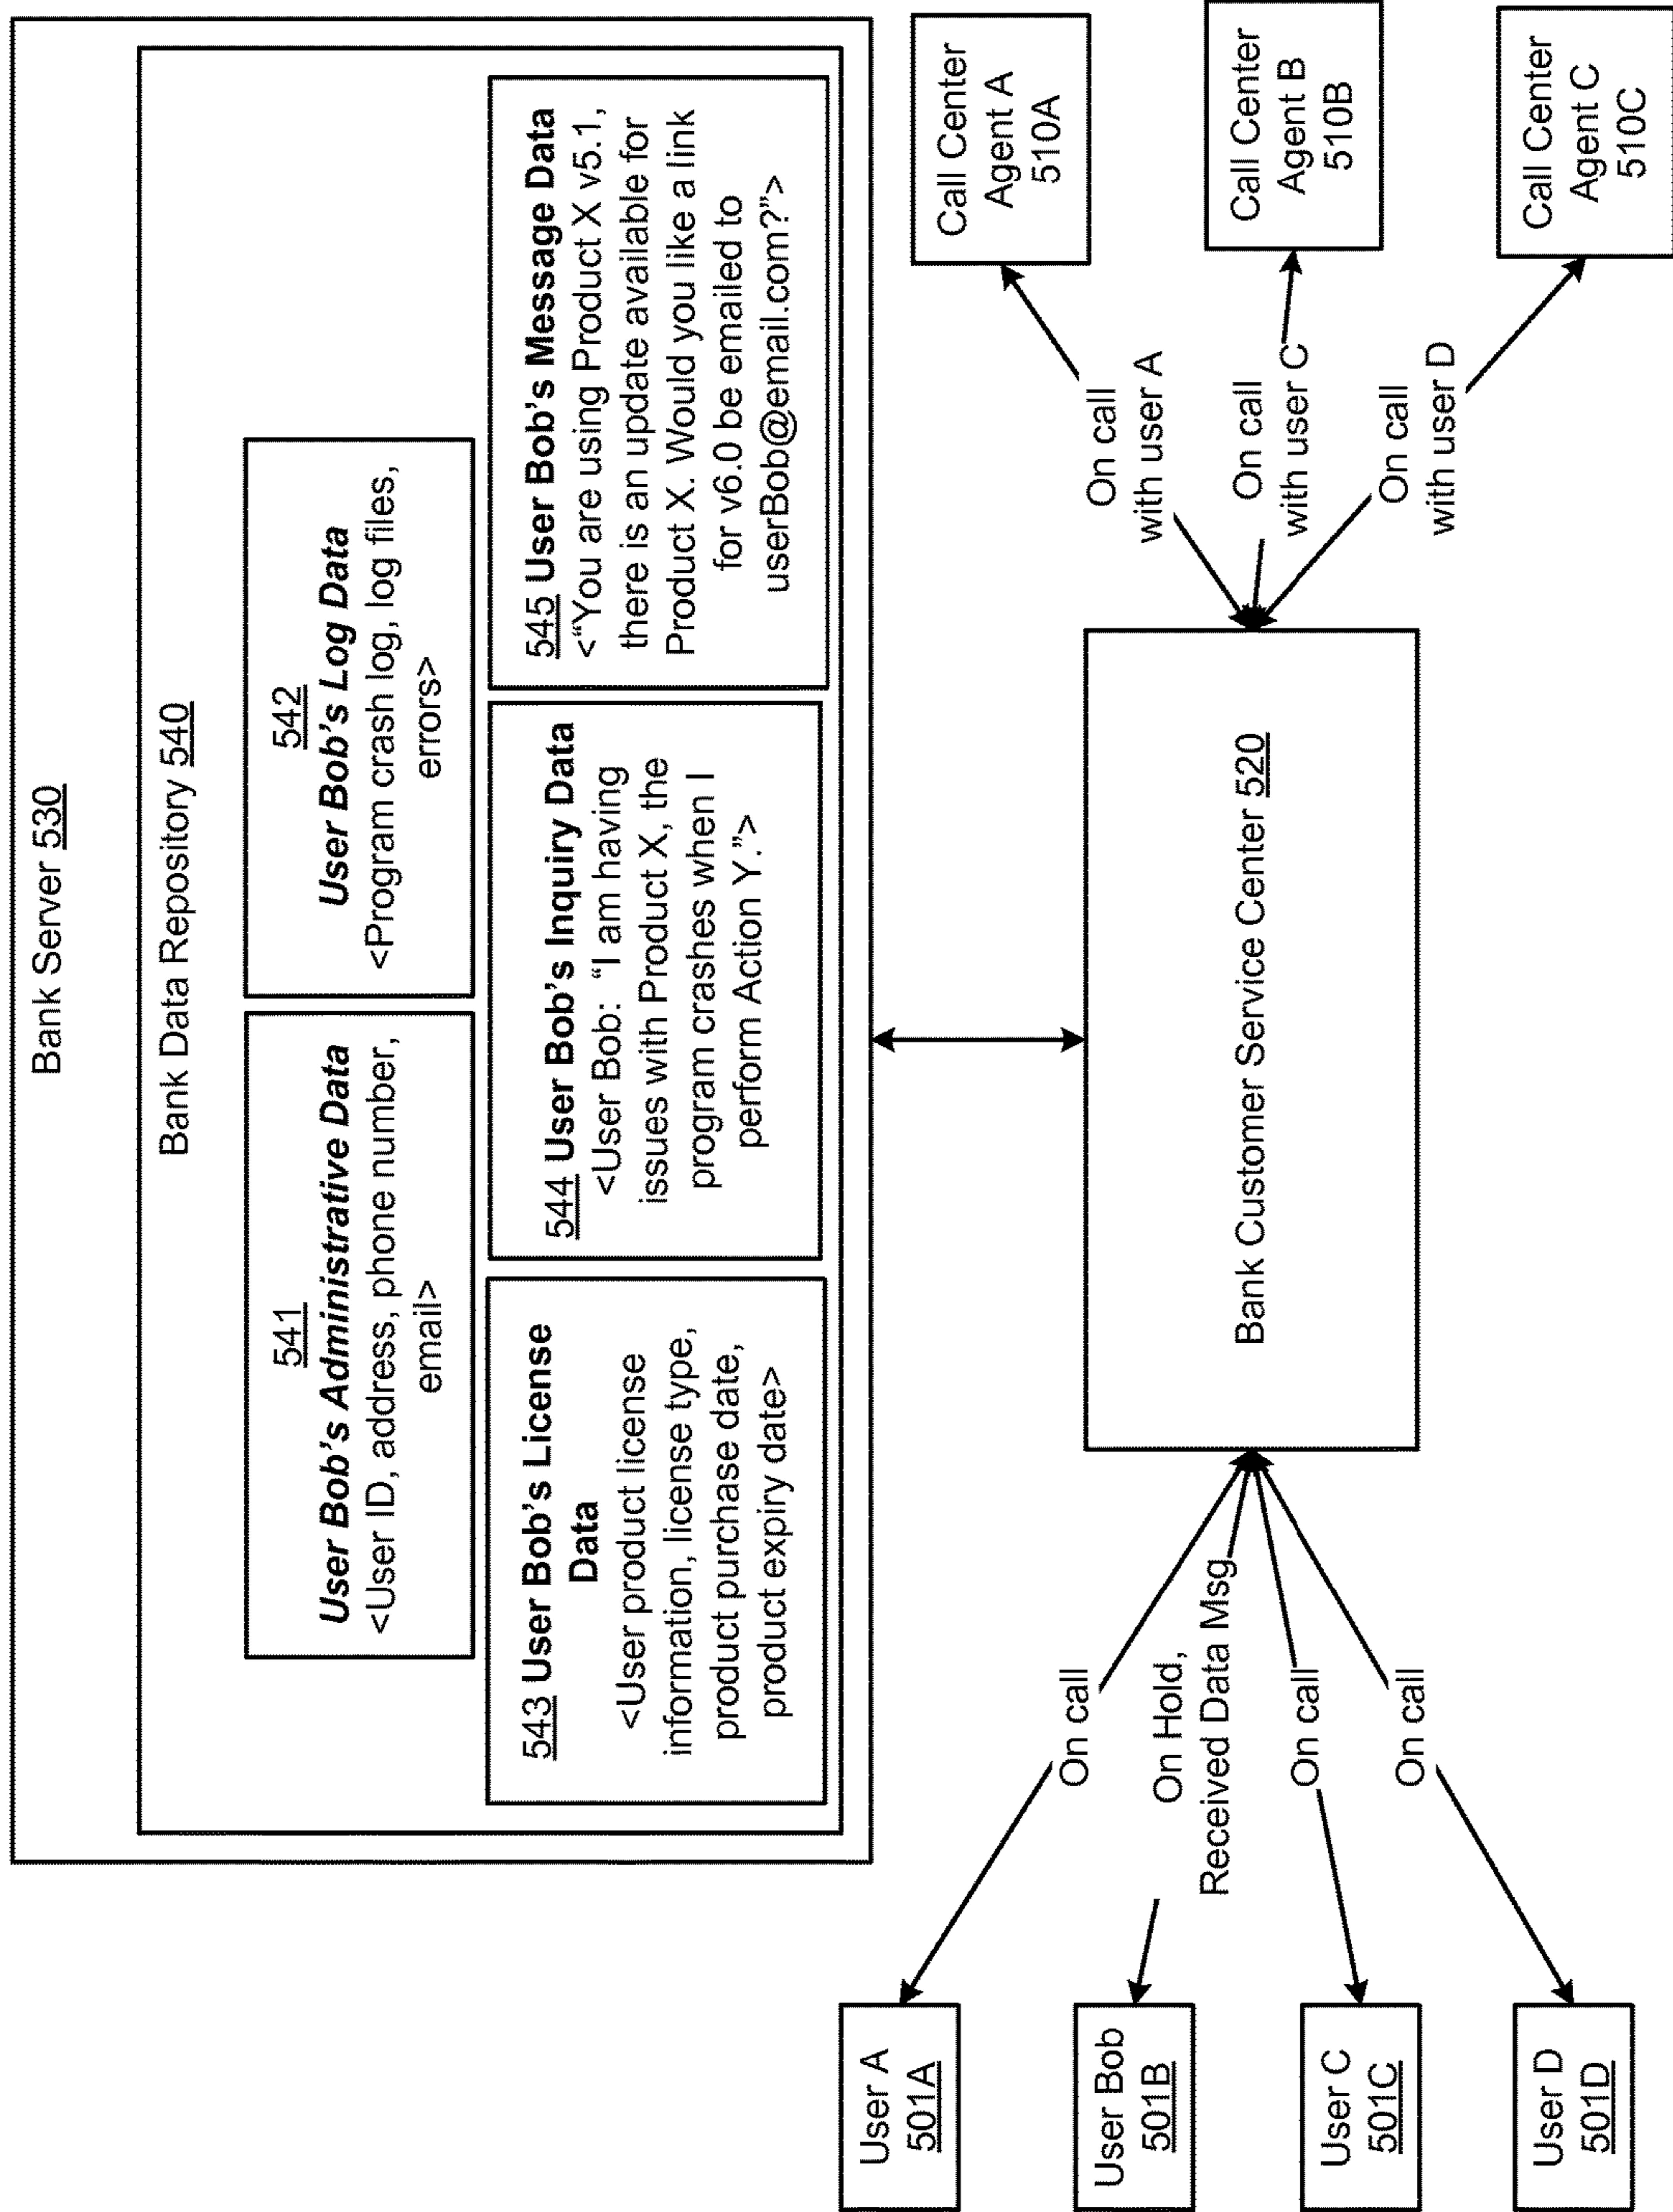 Bank Server 530
Bank Data Repository 540
541
User Bob's Administrative Data
<User ID, address, phone number,
email>
542
User Bob's Log Data
<Program crash log, log files,
errors>
543 User Bob's License
Data
<User product license
information, license type,
product purchase date,
product expiry date>
544 User Bob's Inquiry Data
<User Bob: "I am having
issues with Product X, the
program crashes when I
perform Action Y.">
545 User Bob's Message Data
<"You are using Product X v5.1,
there is an update available for
Product X. Would you like a link
for v6.0 be emailed to
userBob@email.com?">
User A
501A
User Bob
501B
User C
501C
User D
501D
On call
On Hold,
Received Data Msg
On call
On call
Bank Customer Service Center 520
On call
with user A
On call
with user C
On call
with user D
Call Center
Agent A
510A
Call Center
Agent B
510B
Call Center
Agent C
510C